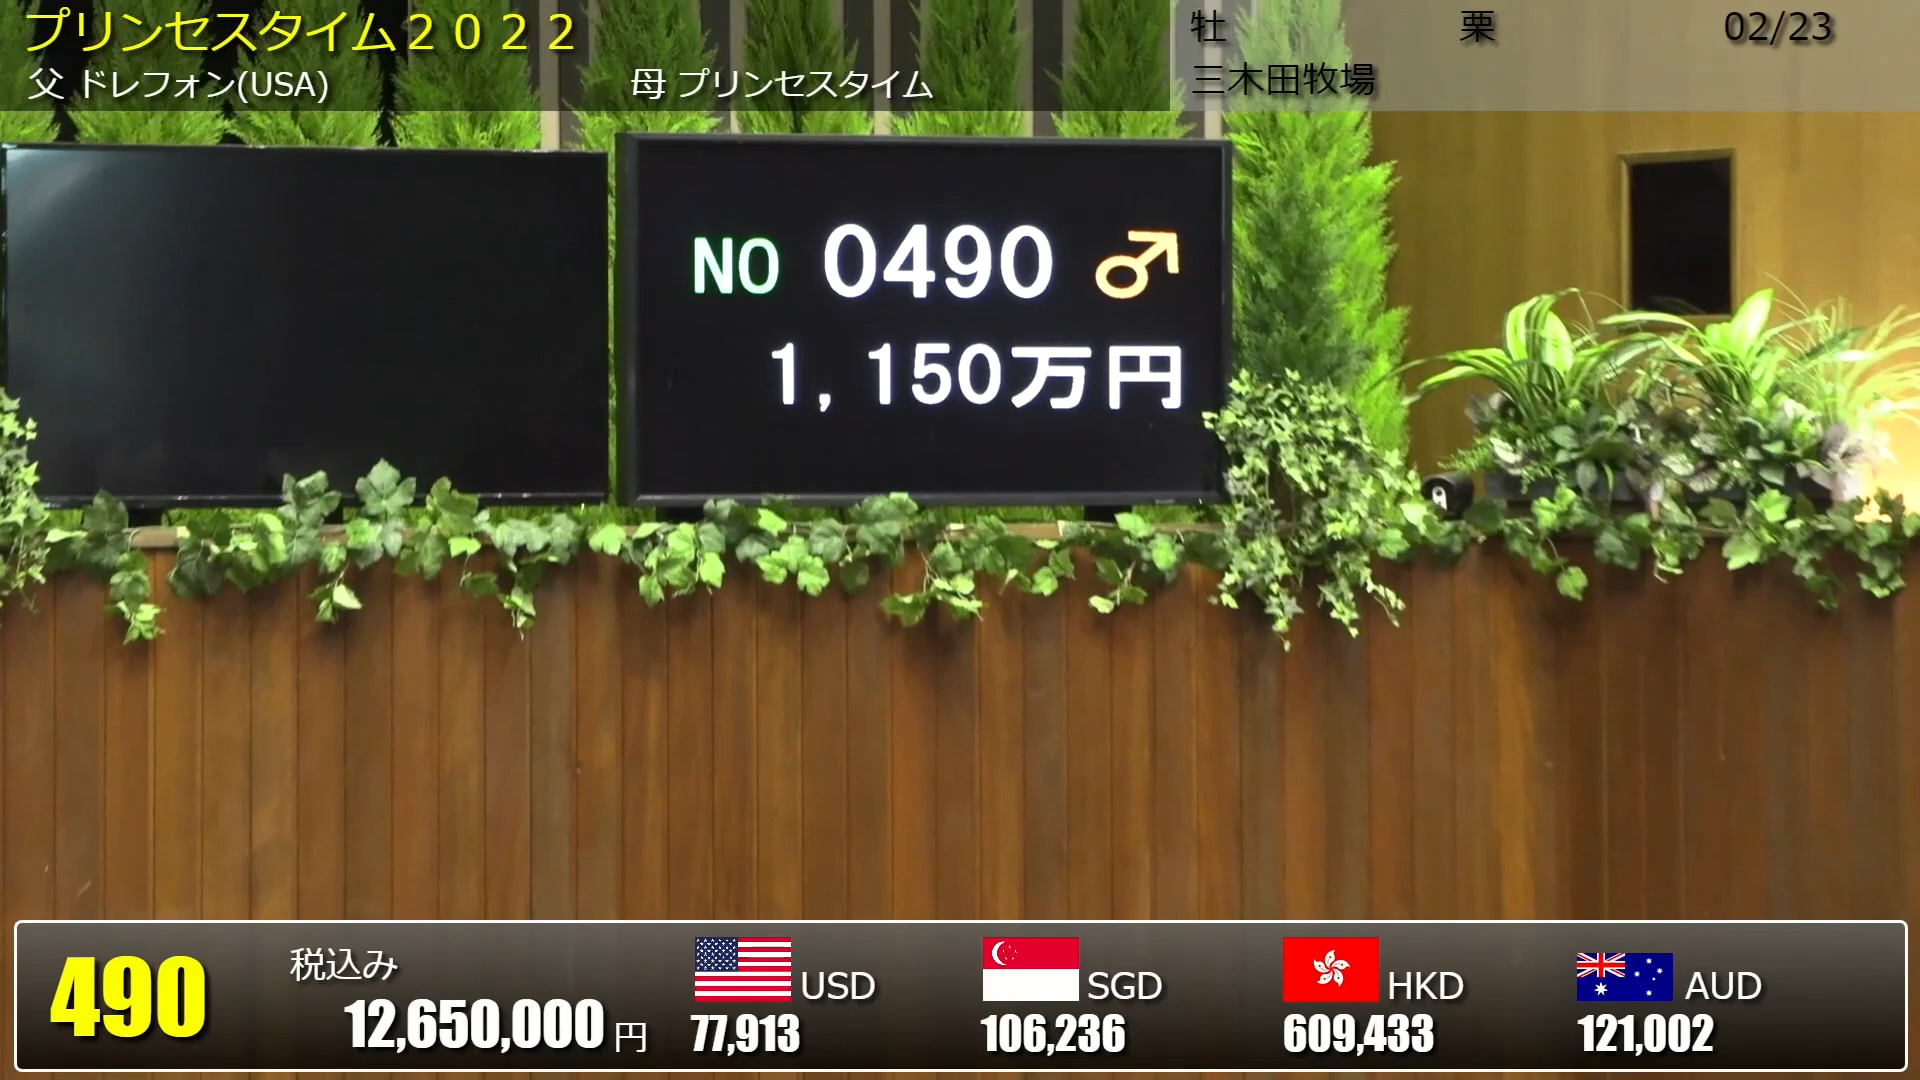 プリンセスタイム２０２２
父 ドレフォン(USA) 母 プリンセスタイム
牡 栗 02/23
三木田牧場
NO 0490 ♂
1,150万円
490
税込み
12,650,000 円
USD
77,913
SGD
106,236
HKD
609,433
AUD
121,002